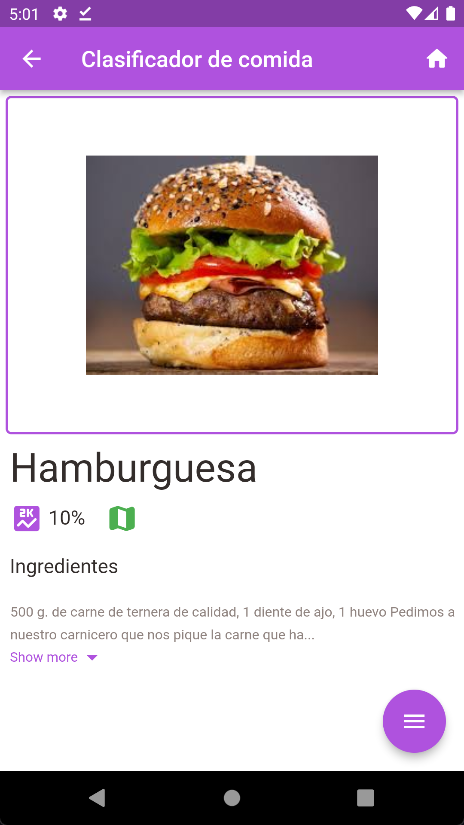 5:01
Clasificador de comida
Hamburguesa
2K 10%
Ingredientes
500 g. de carne de ternera de calidad, 1 diente de ajo, 1 huevo Pedimos a
nuestro carnicero que nos pique la carne que ha...
Show more